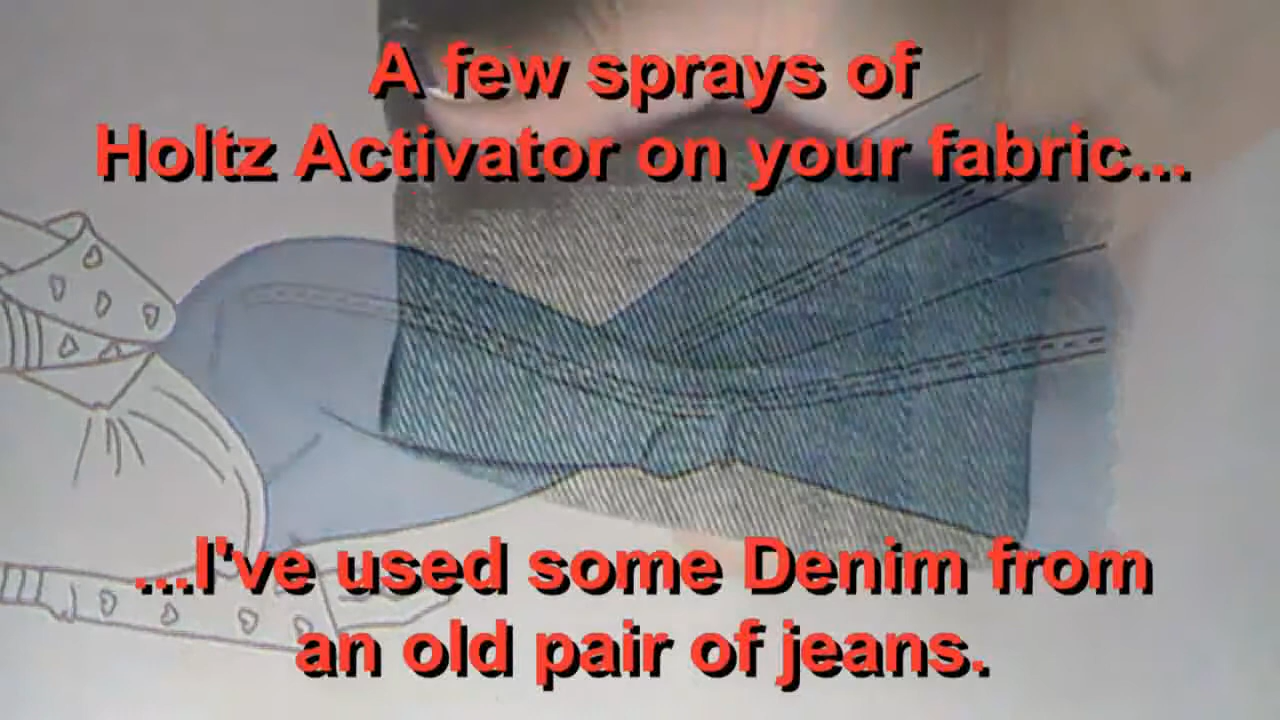 A few sprays of
Holtz Activator on your fabric...
...I've used some Denim from
an old pair of jeans.